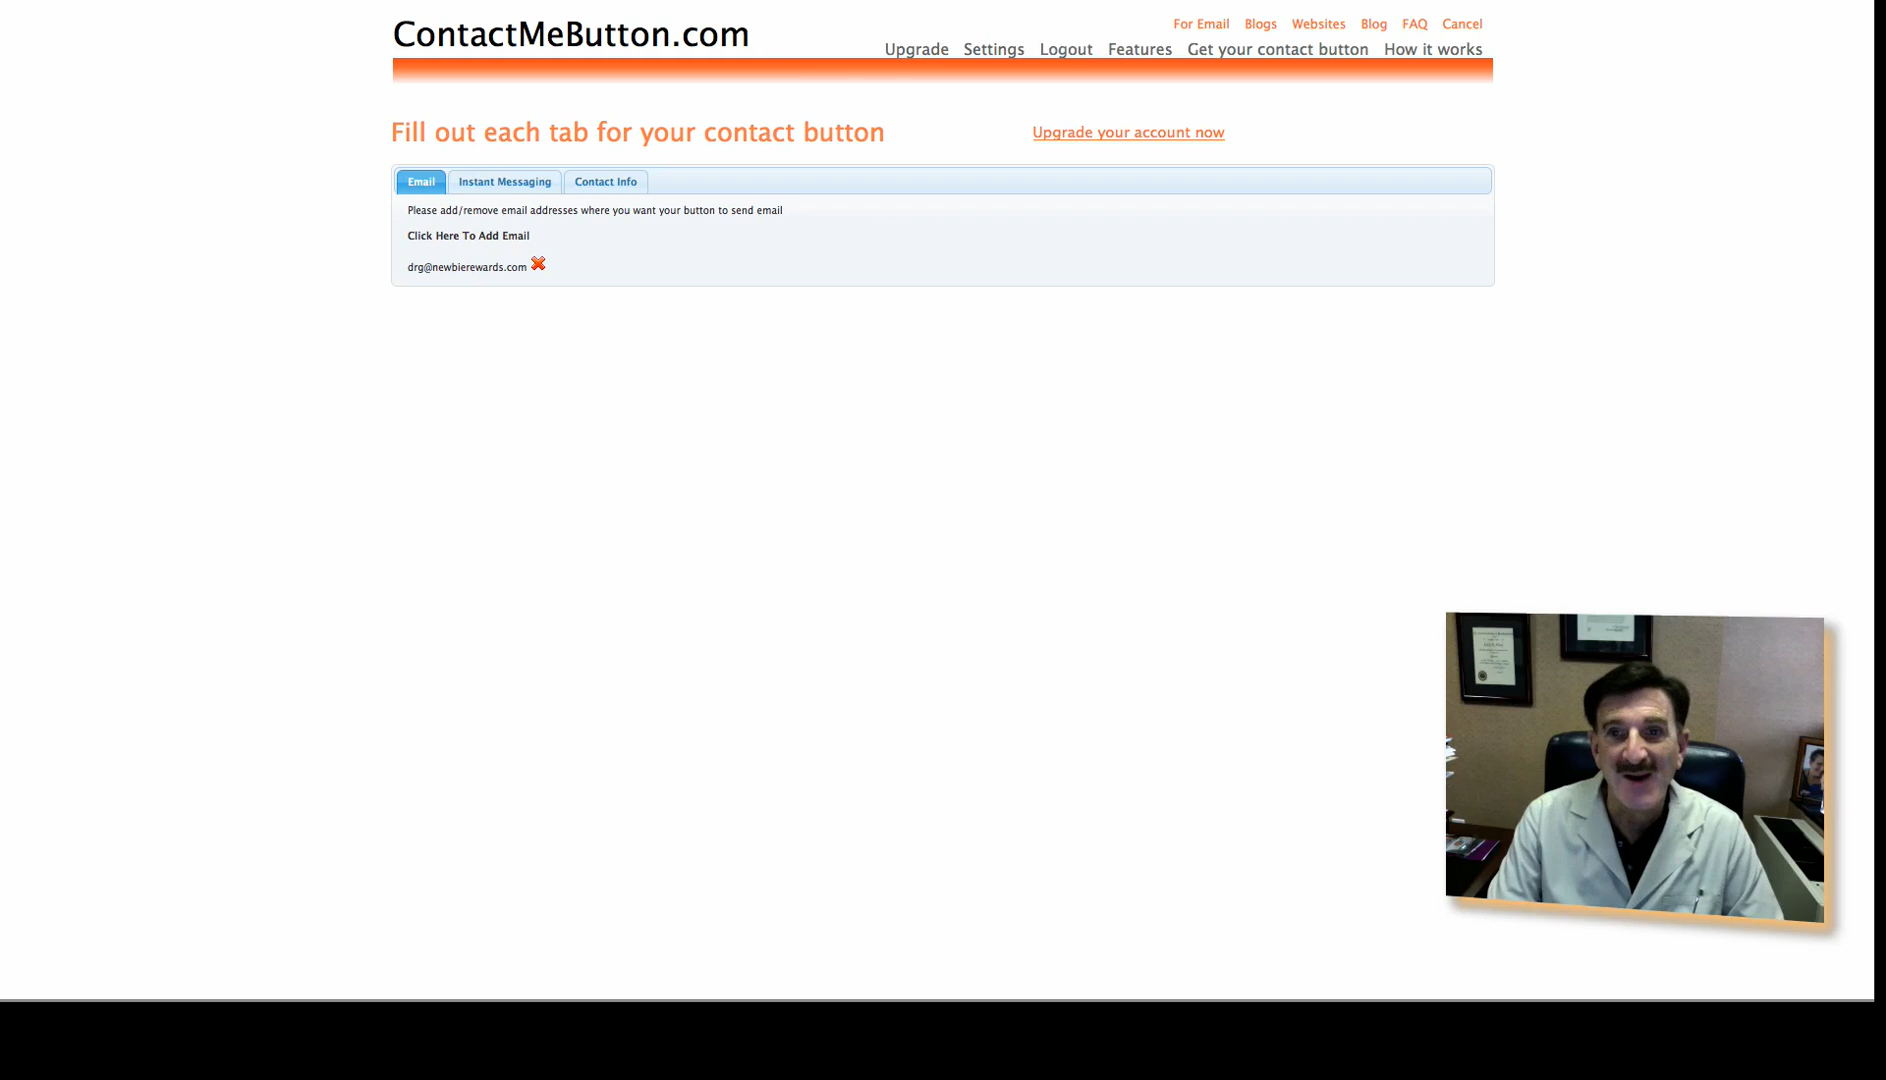 ContactMeButton.com
For Email Blogs Websites Blog FAQ Cancel
Upgrade Settings Logout Features Get your contact button How it works
Fill out each tab for your contact button
Upgrade your account now
Email Instant Messaging Contact Info
Please add/remove email addresses where you want your button to send email
Click Here To Add Email
drg@newbierewards.com